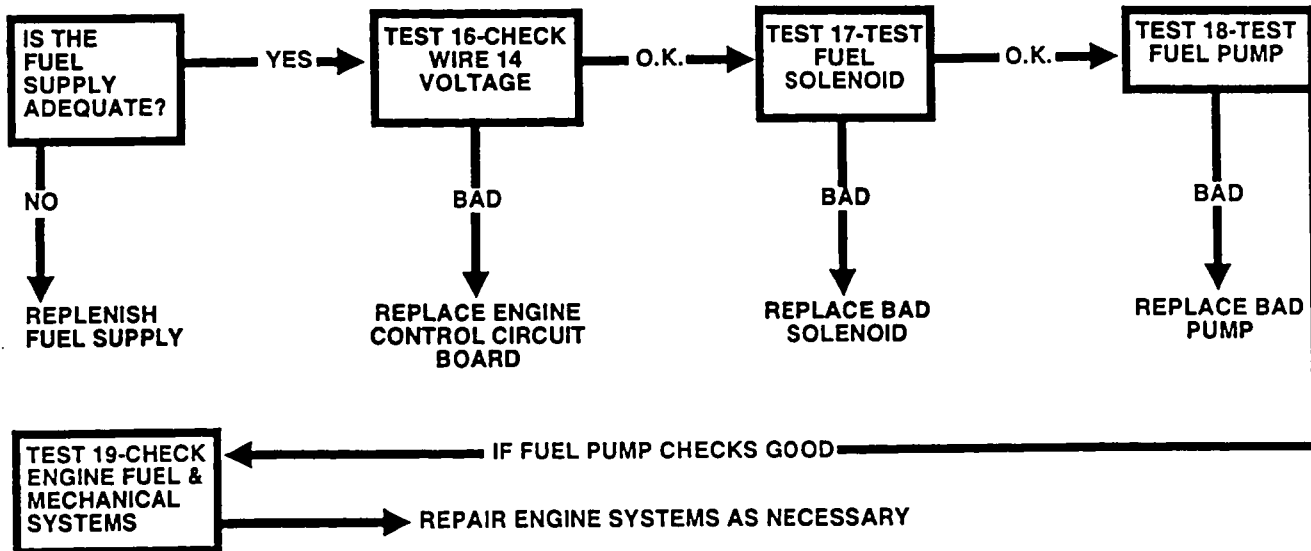 IS THE
FUEL
SUPPLY
ADEQUATE?
YES
TEST 16-CHECK
WIRE 14
VOLTAGE
O.K.
TEST 17-TEST
FUEL
SOLENOID
O.K.
TEST 18-TEST
FUEL PUMP
NO
BAD
BAD
BAD
REPLENISH
FUEL SUPPLY
REPLACE ENGINE
CONTROL CIRCUIT
BOARD
REPLACE BAD
SOLENOID
REPLACE BAD
PUMP
TEST 19-CHECK
ENGINE FUEL &
MECHANICAL
SYSTEMS
IF FUEL PUMP CHECKS GOOD
REPAIR ENGINE SYSTEMS AS NECESSARY